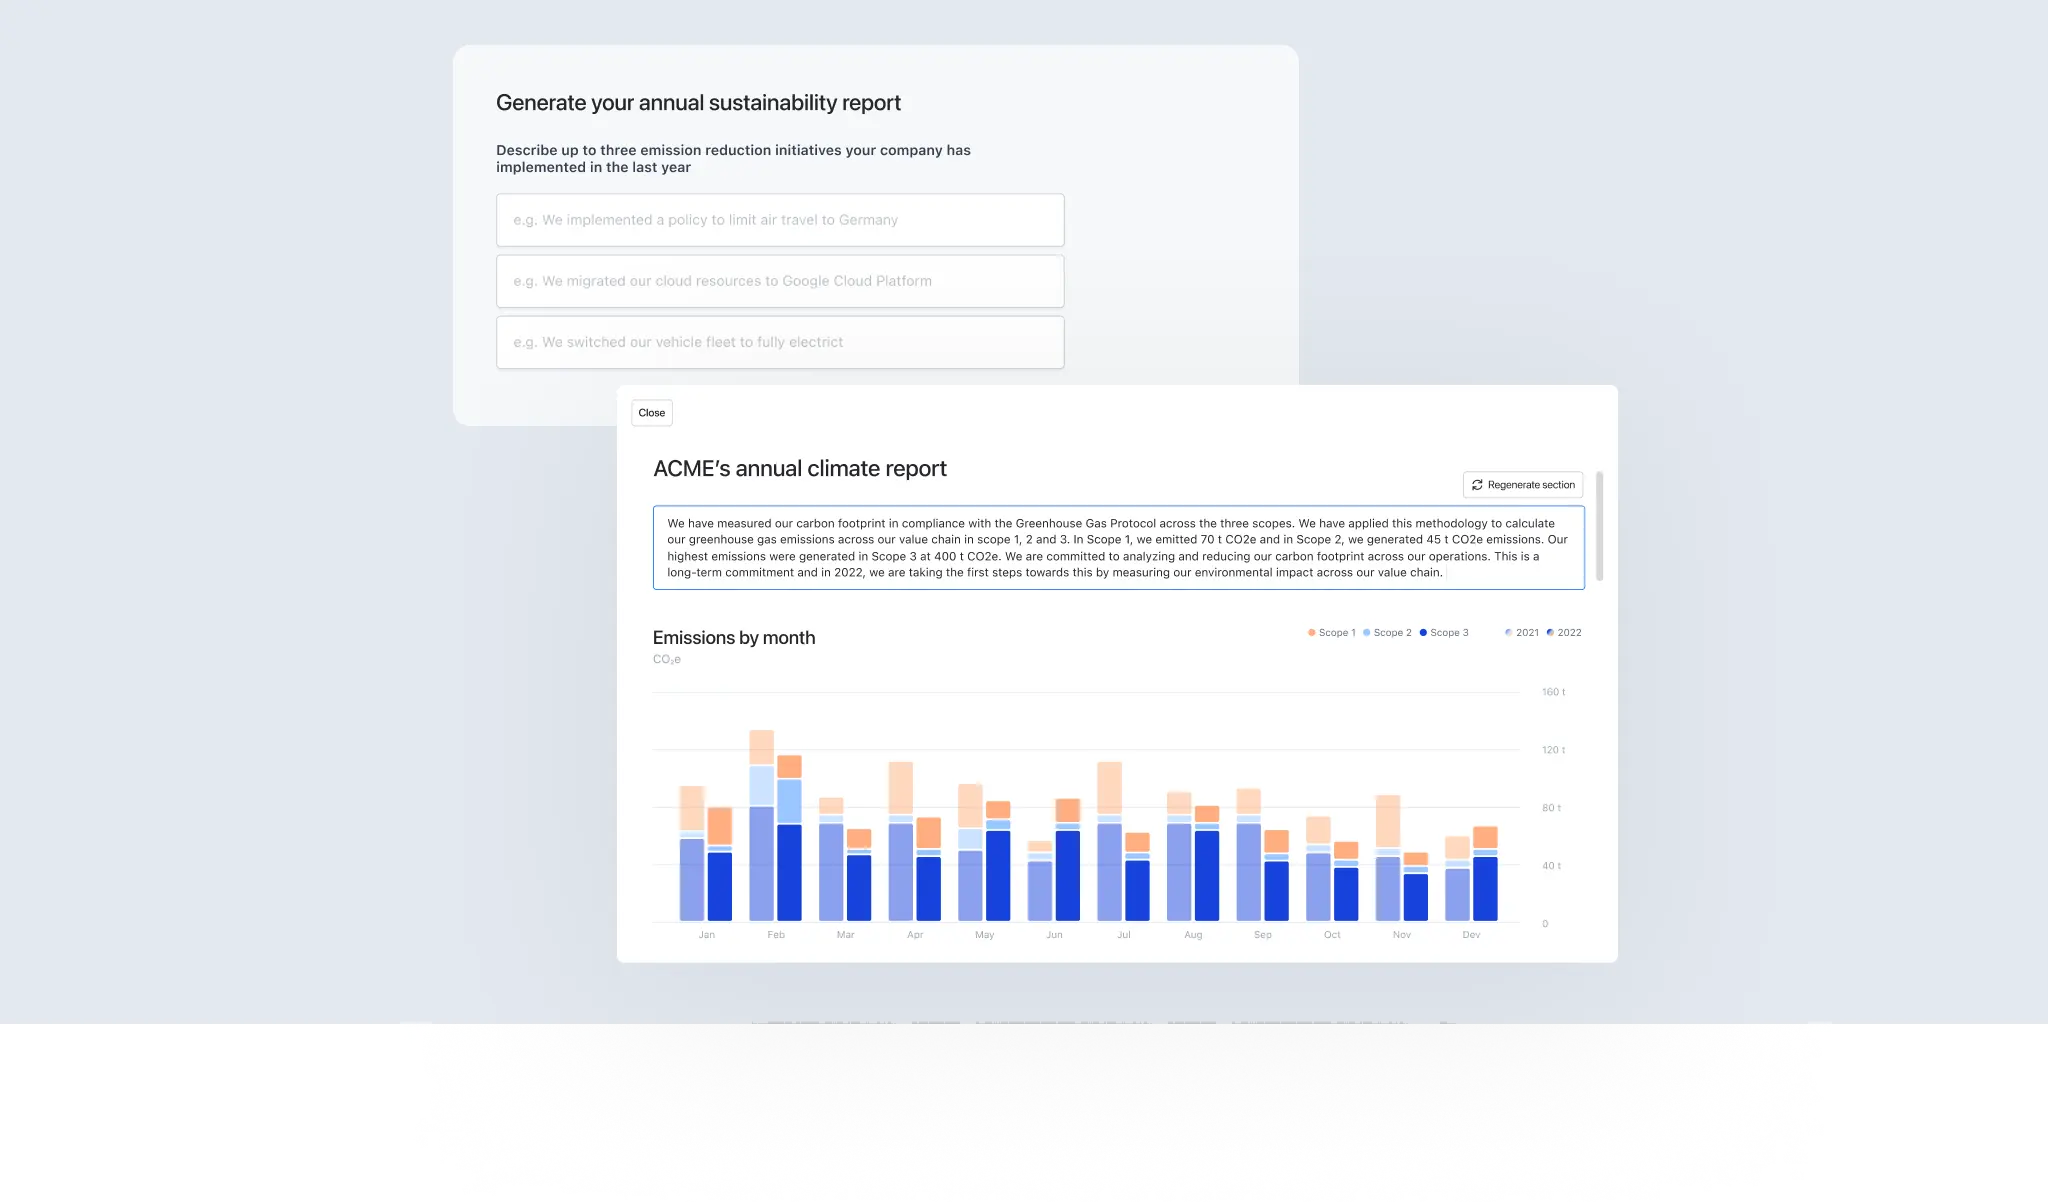 Generate your annual sustainability report
Describe up to three emission reduction initiatives your company has
implemented in the last year
e.g. We implemented a policy to limit air travel to Germany
e.g. We migrated our cloud resources to Google Cloud Platform
e.g. We switched our vehicle fleet to fully electrict
Close
ACME’s annual climate report
Regenerate section
We have measured our carbon footprint in compliance with the Greenhouse Gas Protocol across the three scopes. We have applied this methodology to calculate
our greenhouse gas emissions across our value chain in scope 1, 2 and 3. In Scope 1, we emitted 70 t CO2e and in Scope 2, we generated 45 t CO2e emissions. Our
highest emissions were generated in Scope 3 at 400 t CO2e. We are committed to analyzing and reducing our carbon footprint across our operations. This is a
long-term commitment and in 2022, we are taking the first steps towards this by measuring our environmental impact across our value chain.
Emissions by month
Scope 1 Scope 2 Scope 3 2021 2022
CO₂e
160 t
120 t
80 t
40 t
0
Jan Feb Mar Apr May Jun Jul Aug Sep Oct Nov Dev